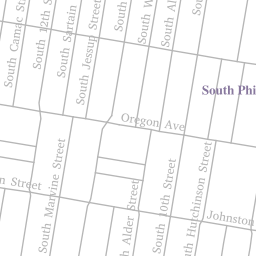 South Camac St
South 12th S
South Sartain
South Jessup Street
South
South W
South Al
South Phi
Oregon Ave
n Street
South Marvine Street
South Alder Street
South 10th Street
uth Hutchinson Street
Johnston